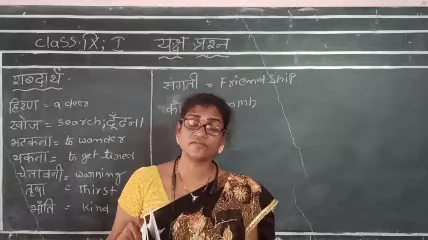 class: IX; I यक्ष प्रश्न
शब्दार्थ
हिरण = a deer
खोज = search; ढूँढना
भटकना = to wander
थकना = to get tired
चेतावनी = warning
तृषा = Thirst
भाँति = Kind
संगती = Friendship.